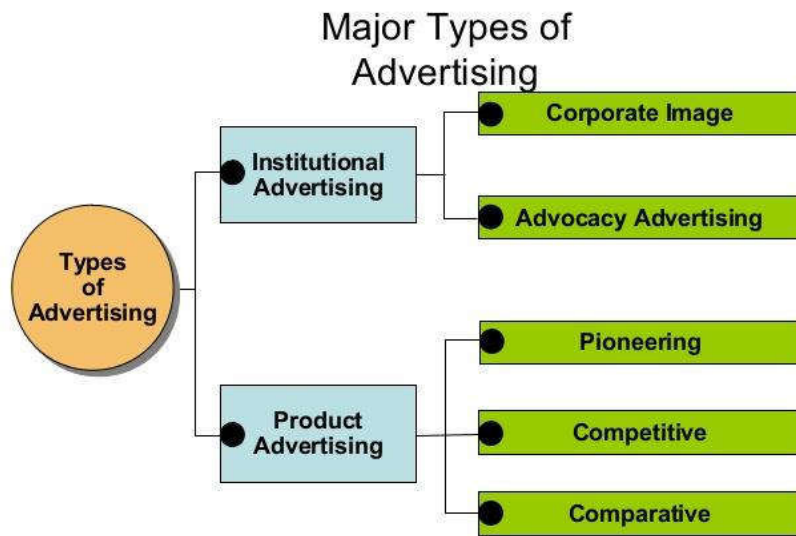 Major Types of
Advertising
Types
of
Advertising
Institutional
Advertising
Corporate Image
Advocacy Advertising
Product
Advertising
Pioneering
Competitive
Comparative